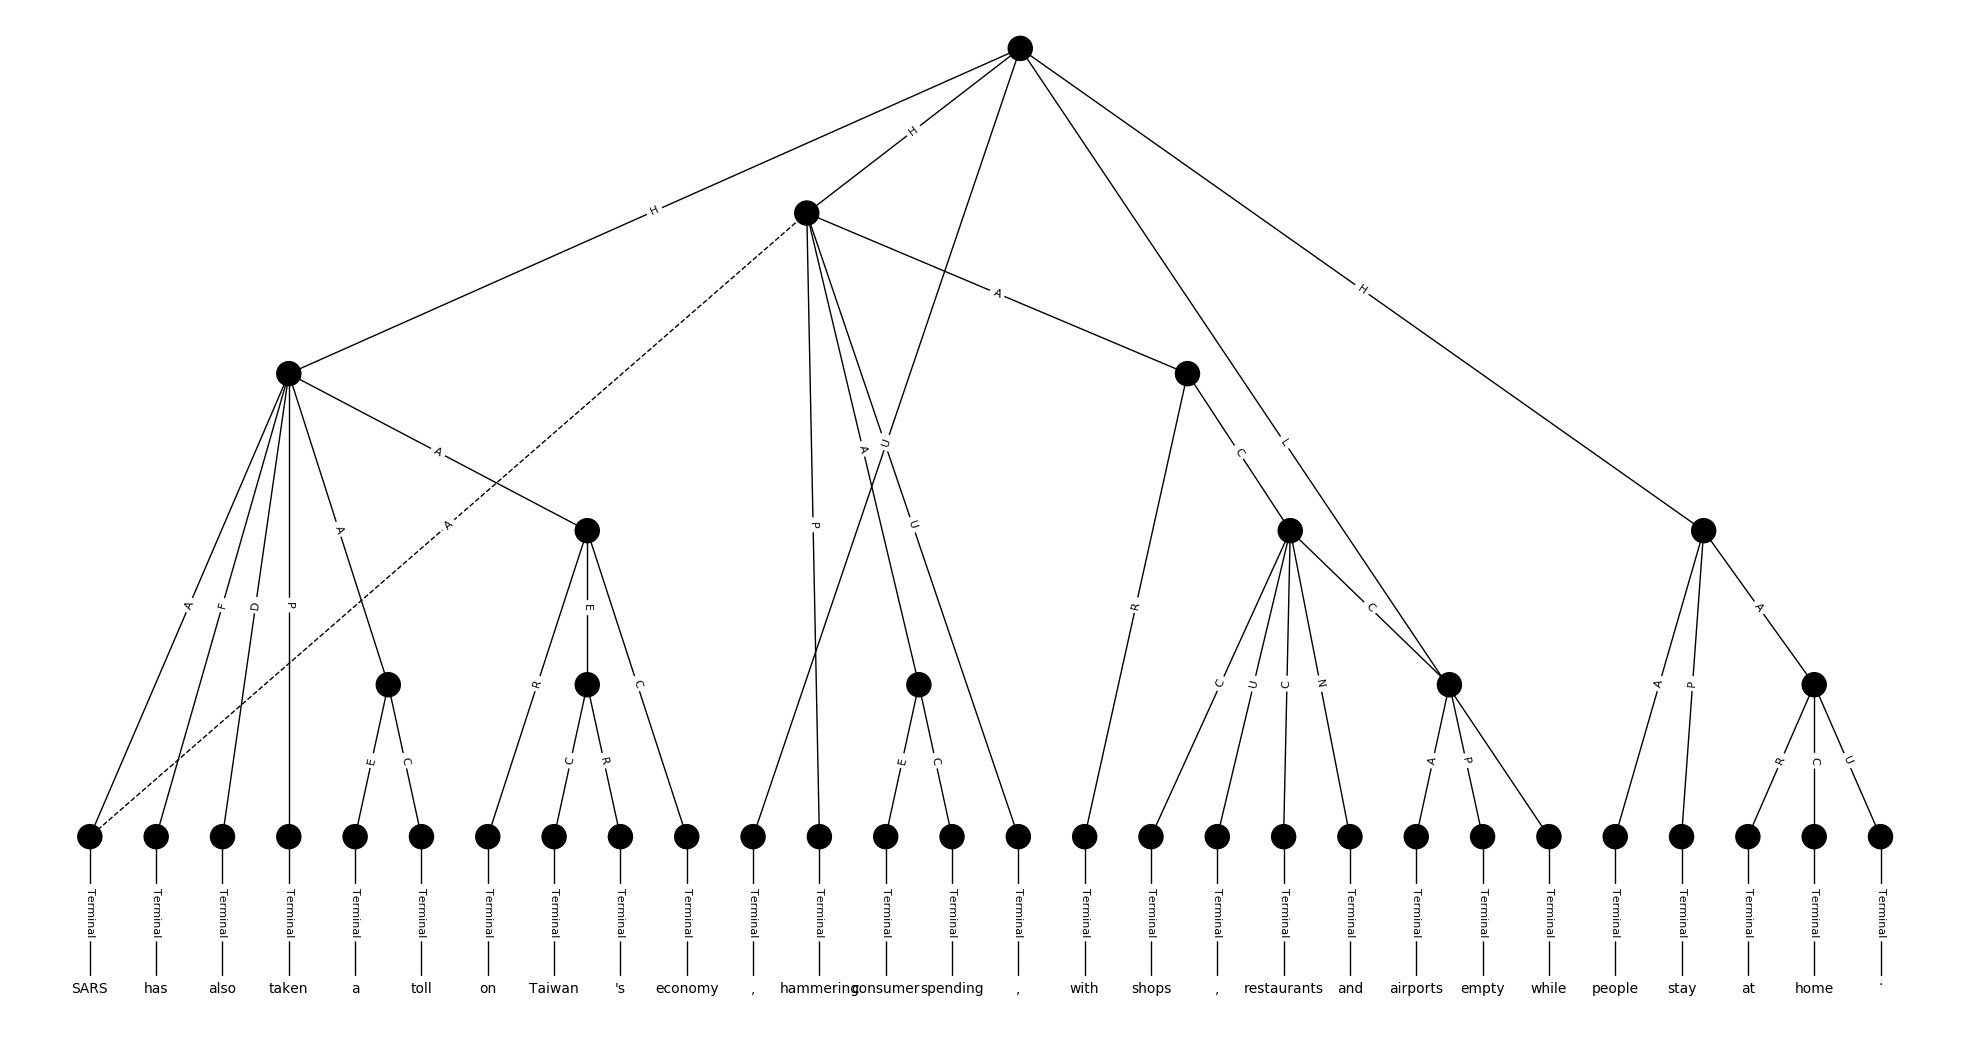 H
H
A
H
U
L
A
C
A
P
U
A
A
F
D
P
E
R
C
A
R
E
C
C
U
C
N
A
P
A
E
C
C
R
E
C
A
P
R
C
U
Terminal Terminal Terminal Terminal Terminal Terminal Terminal Terminal Terminal Terminal Terminal Terminal Terminal Terminal Terminal Terminal Terminal Terminal Terminal Terminal Terminal Terminal Terminal Terminal Terminal Terminal Terminal Terminal
SARS has also taken a toll on Taiwan 's economy , hammering consumer spending , with shops , restaurants and airports empty while people stay at home .